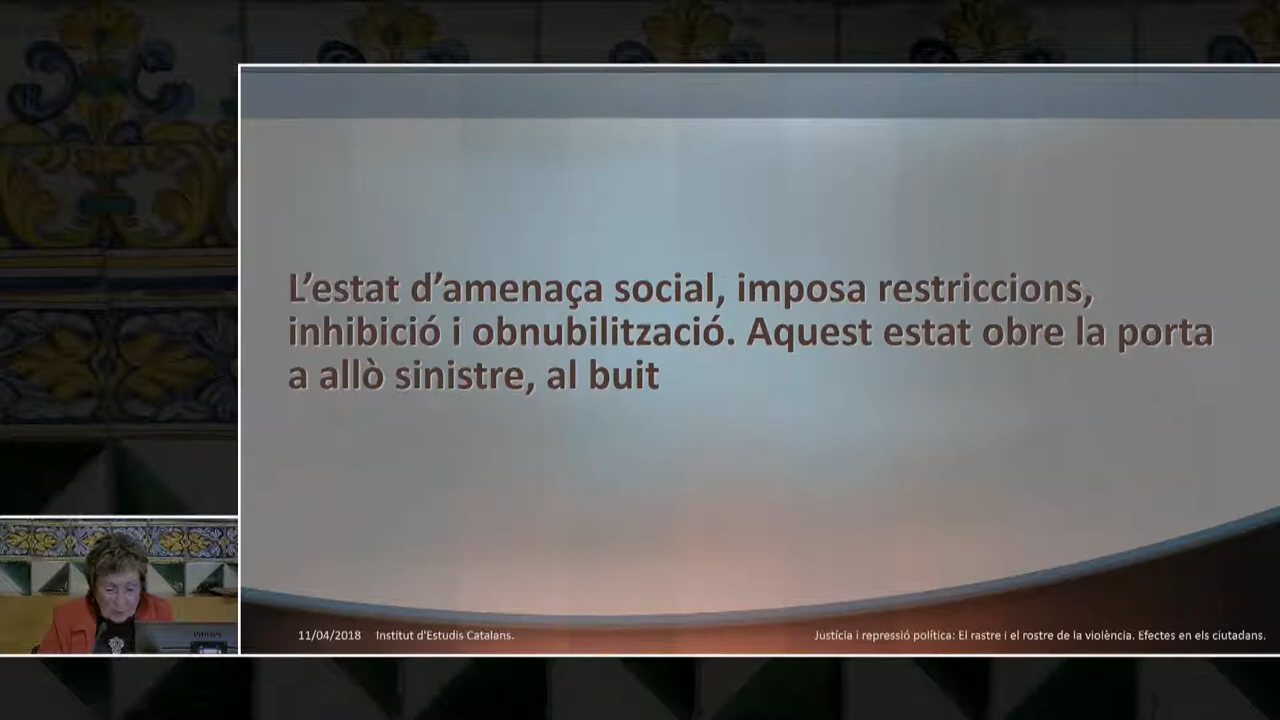 L'estat d'amenaça social, imposa restriccions,
inhibició i obnubilització. Aquest estat obre la porta
a allò sinistre, al buit
PHILIPS
11/04/2018 Institut d'Estudis Catalans.
Justícia i repressió política: El rastre i el rostre de la violència. Efectes en els ciutadans.